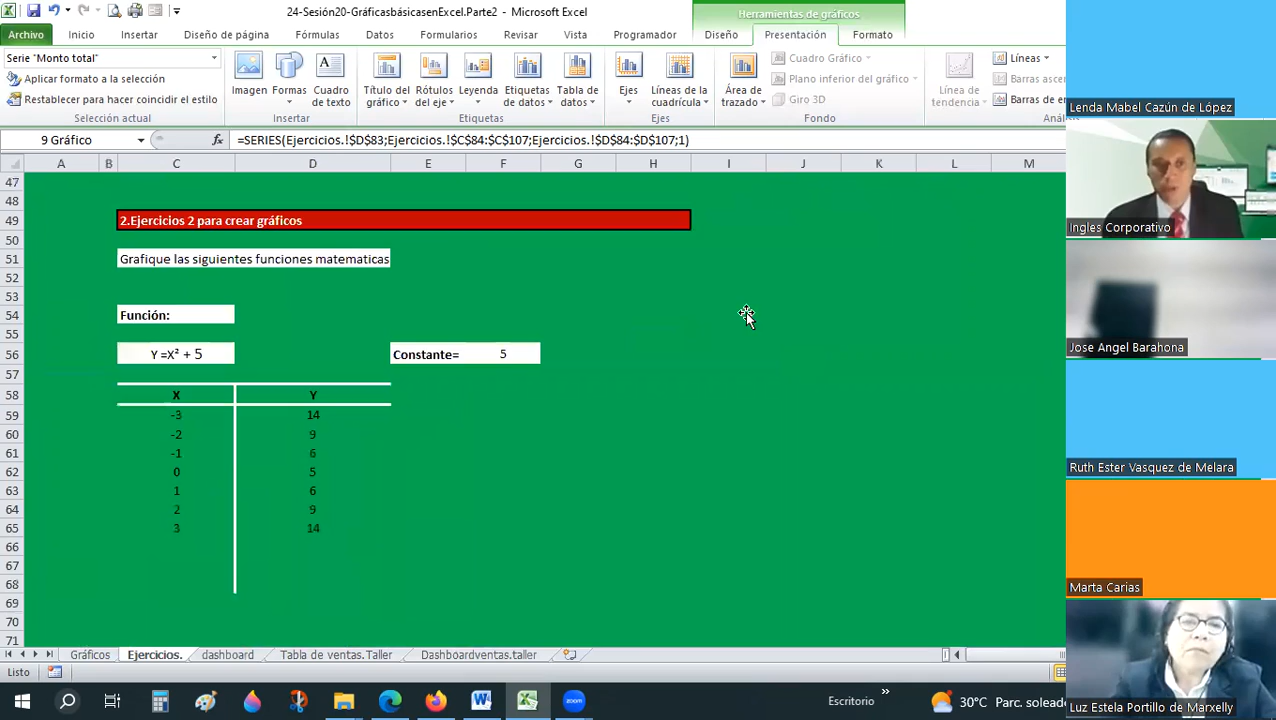 24-Sesión20-GráficasbásicasenExcel.Parte2 - Microsoft Excel
Herramientas de gráficos
Archivo Inicio Insertar Diseño de página Fórmulas Datos Formularios Revisar Vista Programador Diseño Presentación Formato
Serie "Monto total"
Aplicar formato a la selección
Restablecer para hacer coincidir el estilo
Selección actual
Imagen Formas Cuadro de texto
Insertar
Título del gráfico Rótulos del eje Leyenda Etiquetas de datos Tabla de datos
Etiquetas
Ejes Líneas de la cuadrícula
Ejes
Área de trazado
Cuadro Gráfico
Plano inferior del gráfico
Giro 3D
Fondo
Línea de tendencia
Líneas
Barras
Barras de
9 Gráfico fx =SERIES(Ejercicios.!$D$83;Ejercicios.!$C$84:$C$107;Ejercicios.!$D$84:$D$107;1)
A B C D E F G H I J K L M
47
48
49 2.Ejercicios 2 para crear gráficos
50
51 Grafique las siguientes funciones matematicas
52
53
54 Función:
55
56 Y =X² + 5 Constante= 5
57
58 X Y
59 -3 14
60 -2 9
61 -1 6
62 0 5
63 1 6
64 2 9
65 3 14
66
67
68
69
70
71
Gráficos Ejercicios. dashboard Tabla de ventas.Taller Dashboardventas.taller
Listo
Escritorio
»
30°C Parc. soleado
zoom
Lenda Mabel Cazún de López
Ingles Corporativo
Jose Angel Barahona
Ruth Ester Vasquez de Melara
Marta Carias
Luz Estela Portillo de Marxelly